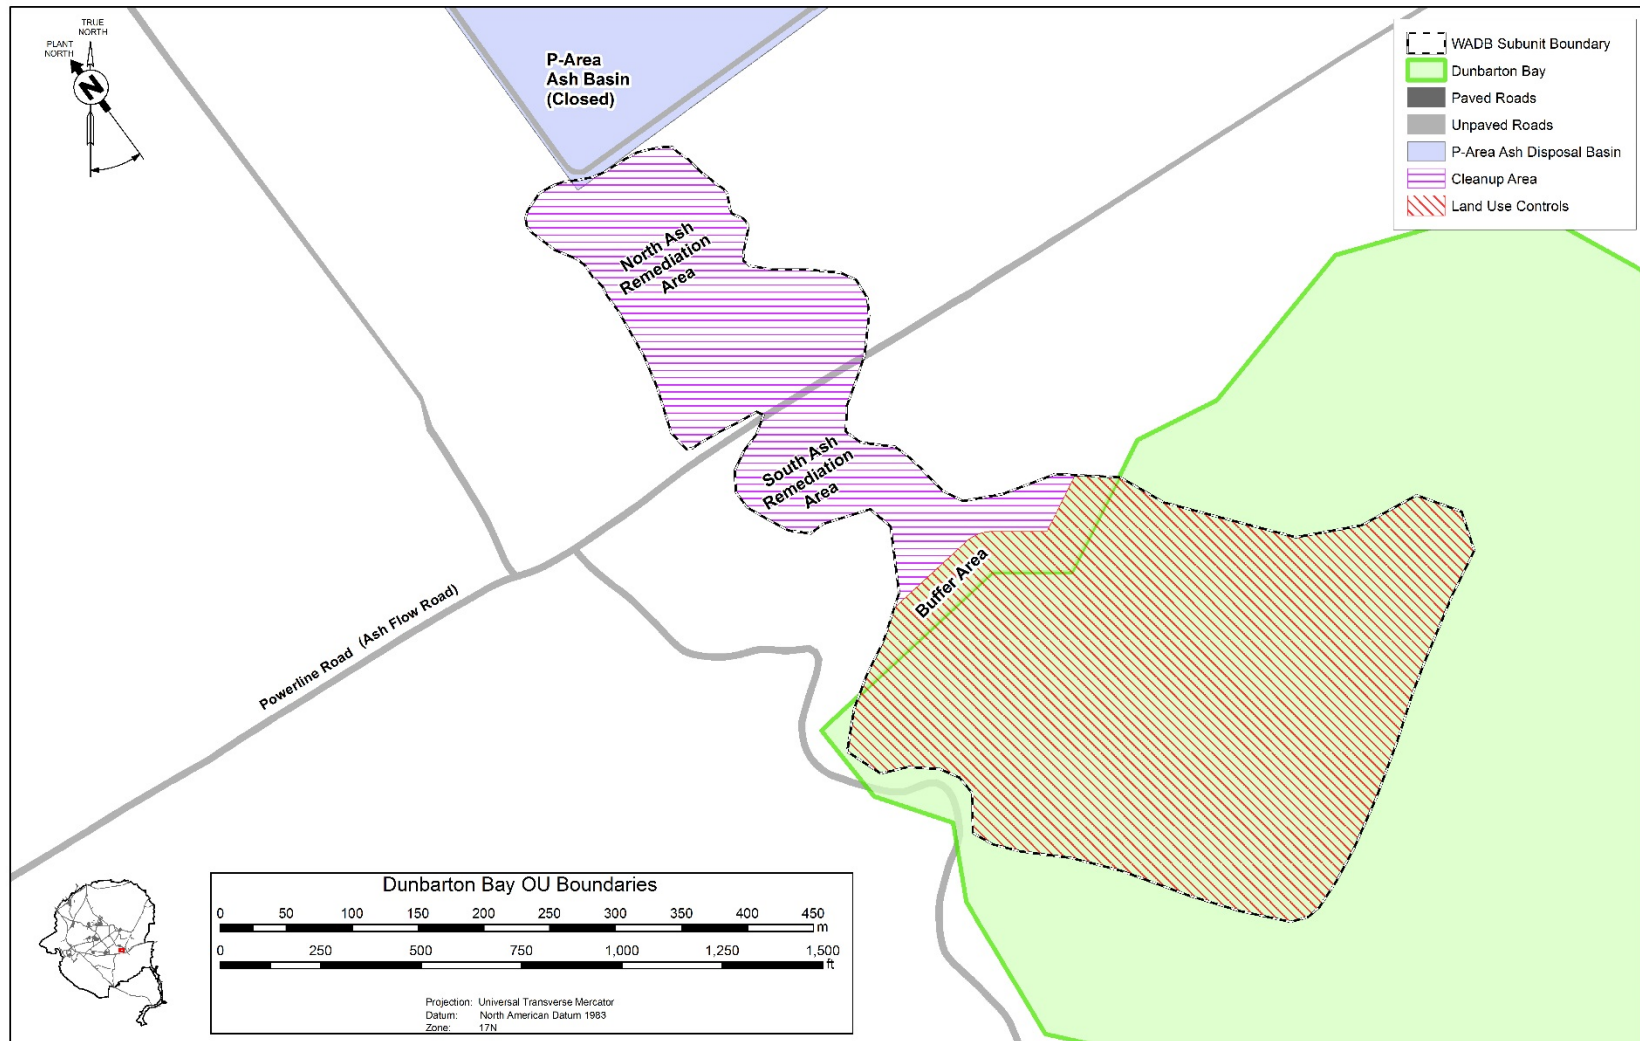 TRUE
NORTH
PLANT
NORTH
N
P-Area
Ash Basin
(Closed)
WADB Subunit Boundary
Dunbarton Bay
Paved Roads
Unpaved Roads
P-Area Ash Disposal Basin
Cleanup Area
Land Use Controls
North Ash
Remediation
Area
South Ash
Remediation
Area
Buffer Area
Powerline Road (Ash Flow Road)
Dunbarton Bay OU Boundaries
0 50 100 150 200 250 300 350 400 450
m
0 250 500 750 1,000 1,250 1,500
ft
Projection: Universal Transverse Mercator
Datum: North American Datum 1983
Zone: 17N